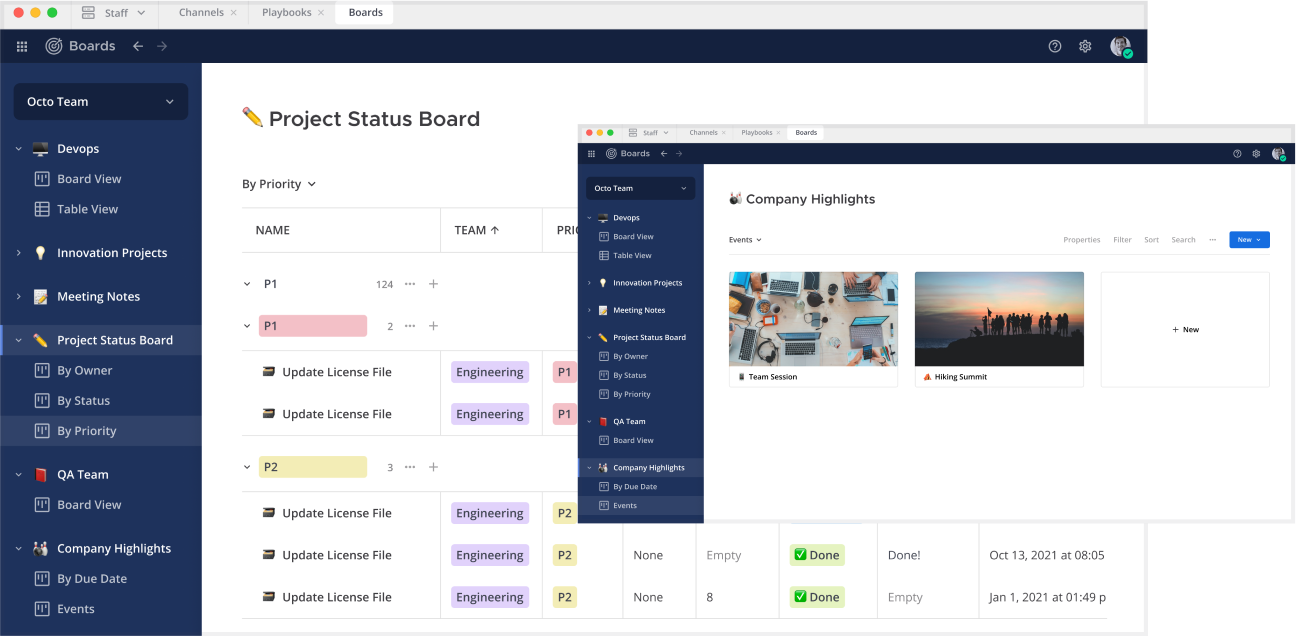 Staff
Channels
Playbooks
Boards
Boards
Octo Team
Devops
Board View
Table View
Innovation Projects
Meeting Notes
Project Status Board
By Owner
By Status
By Priority
QA Team
Board View
Company Highlights
By Due Date
Events
Project Status Board
By Priority
NAME TEAM
P1 124
P1 2
Update License File Engineering P1
Update License File Engineering P1
P2 3
Update License File Engineering P2
Update License File Engineering P2 None Empty Done Done! Oct 13, 2021 at 08:05
Update License File Engineering P2 None 8 Done Empty Jan 1, 2021 at 01:49 p
Staff
Channels
Playbooks
Boards
Boards
Octo Team
Devops
Board View
Table View
Innovation Projects
Meeting Notes
Project Status Board
By Owner
By Status
By Priority
QA Team
Board View
Company Highlights
By Due Date
Events
Company Highlights
Events Properties Filter Sort Search New
Team Session
Hiking Summit
+ New